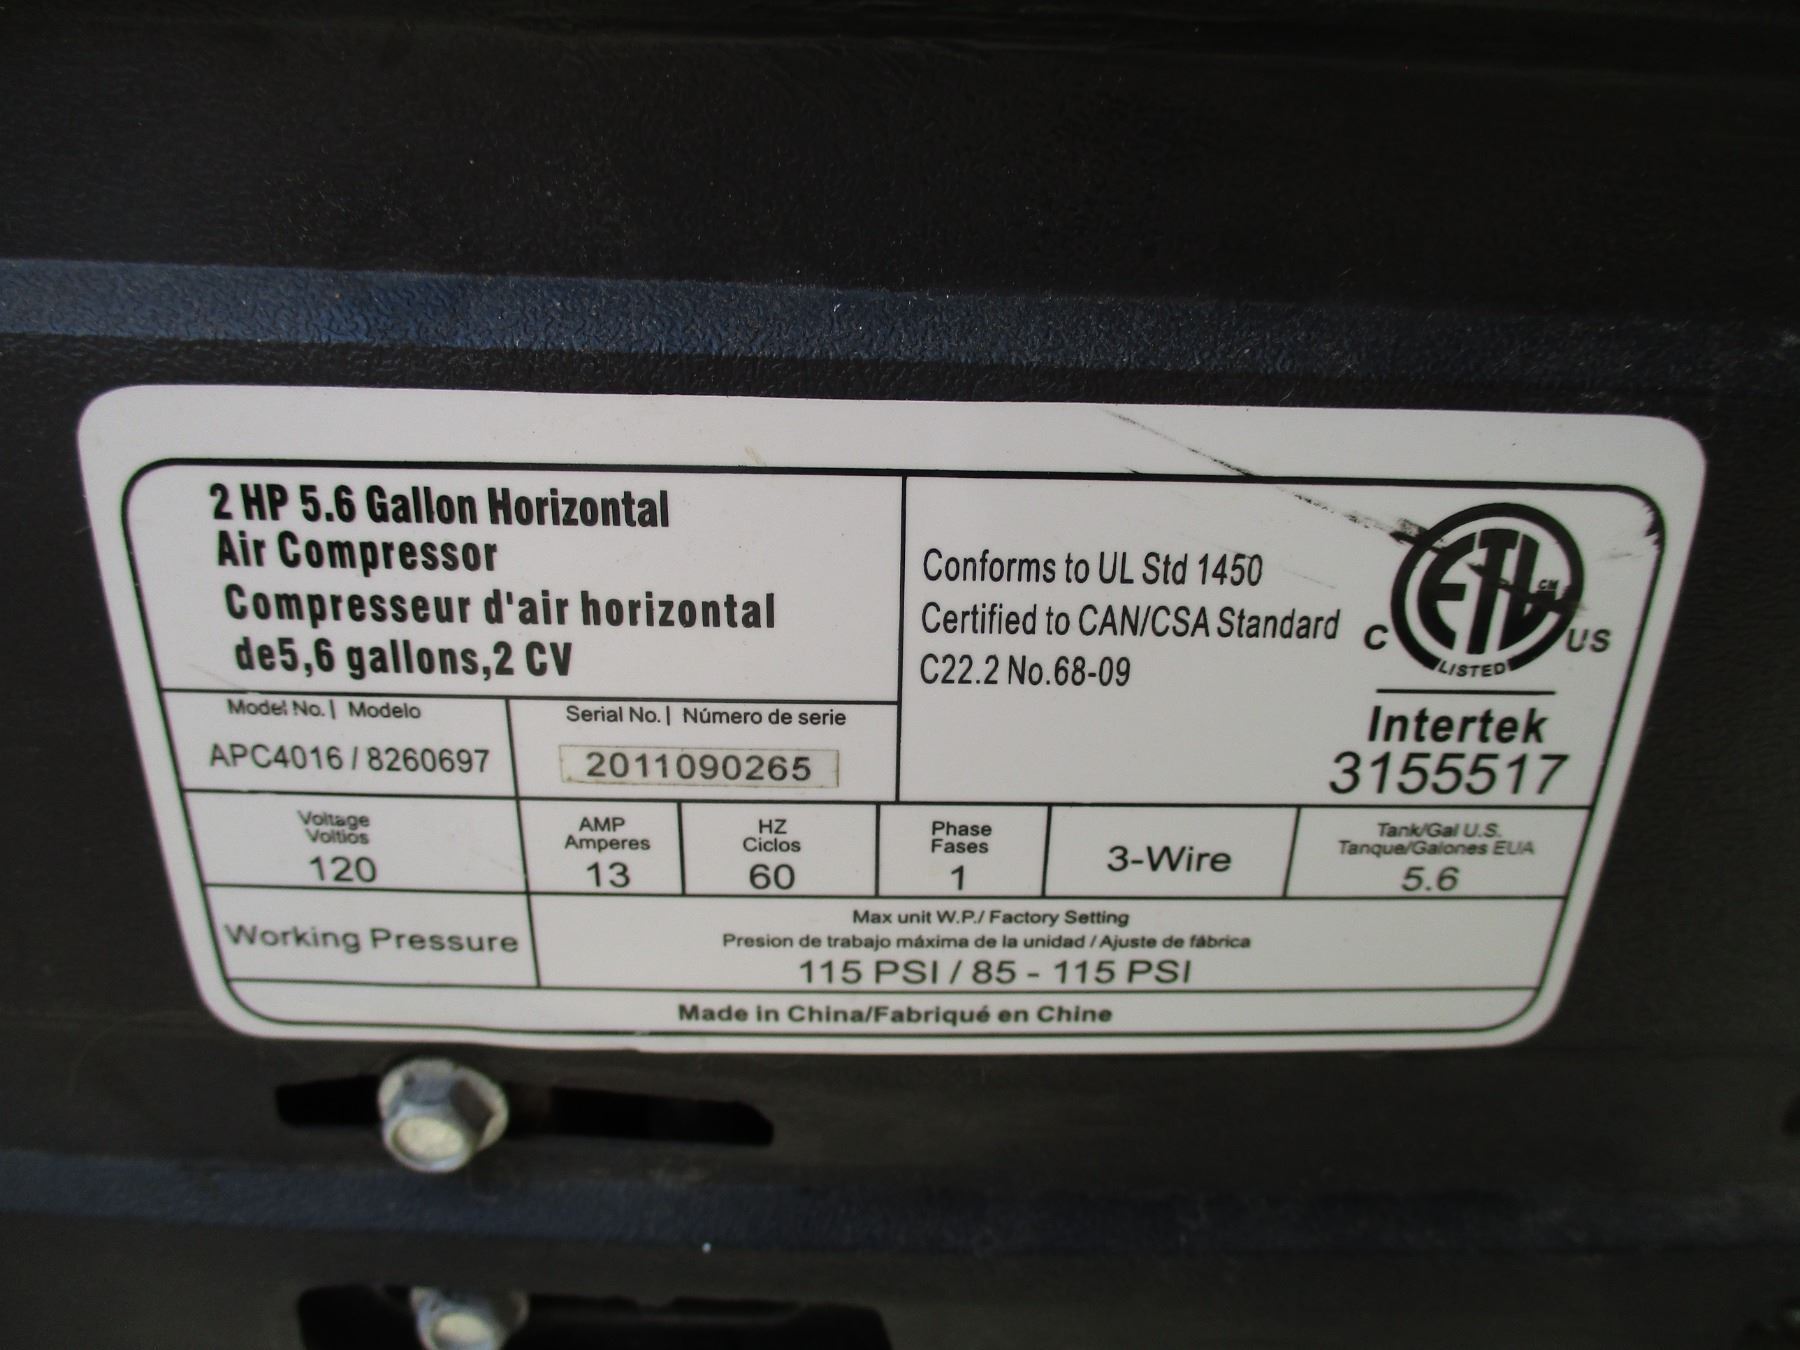 2 HP 5.6 Gallon Horizontal
Air Compressor
Compresseur d'air horizontal
de5,6 gallons,2 CV
Conforms to UL Std 1450
Certified to CAN/CSA Standard
C22.2 No.68-09
ETL CM
C US
LISTED
Intertek
3155517
Model No. | Modelo
APC4016 / 8260697
Serial No. | Número de serie
2011090265
Voltage
Voltios
120
AMP
Amperes
13
HZ
Ciclos
60
Phase
Fases
1
3-Wire
Tank/Gal U.S.
Tanque/Galones EUA
5.6
Working Pressure
Max unit W.P./ Factory Setting
Presion de trabajo máxima de la unidad / Ajuste de fábrica
115 PSI / 85 - 115 PSI
Made in China/Fabriqué en Chine